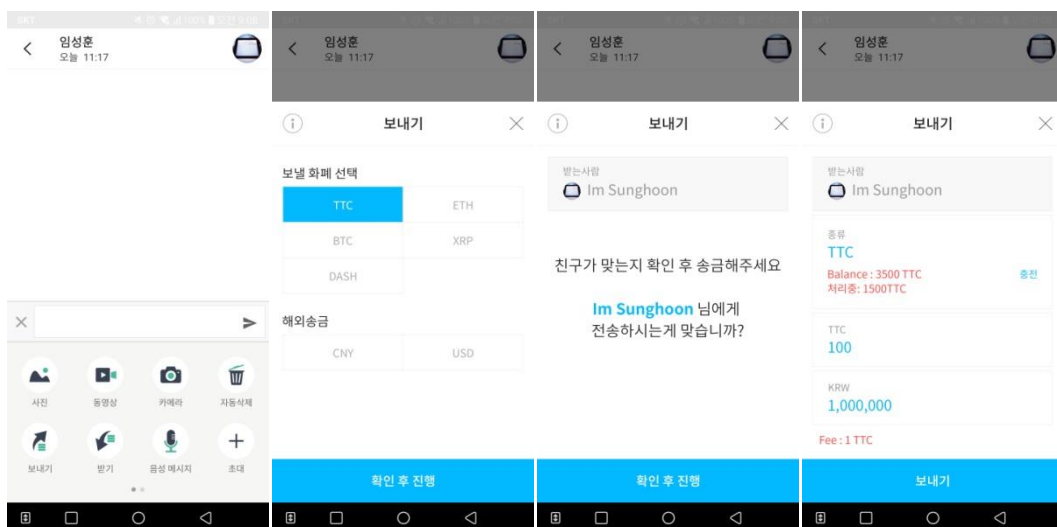 SKT 100% 오전 9:08
임성훈
오늘 11:17
사진
동영상
카메라
자동삭제
보내기
받기
음성 메시지
초대
임성훈
오늘 11:17
보내기
보낼 화폐 선택
TTC
ETH
BTC
XRP
DASH
해외송금
CNY
USD
확인 후 진행
임성훈
오늘 11:17
보내기
받는사람
Im Sunghoon
친구가 맞는지 확인 후 송금해주세요
Im Sunghoon 님에게
전송하시는게 맞습니까?
확인 후 진행
임성훈
오늘 11:17
보내기
받는사람
Im Sunghoon
종류
TTC
Balance : 3500 TTC
충전
처리중: 1500TTC
TTC
100
KRW
1,000,000
Fee : 1 TTC
보내기